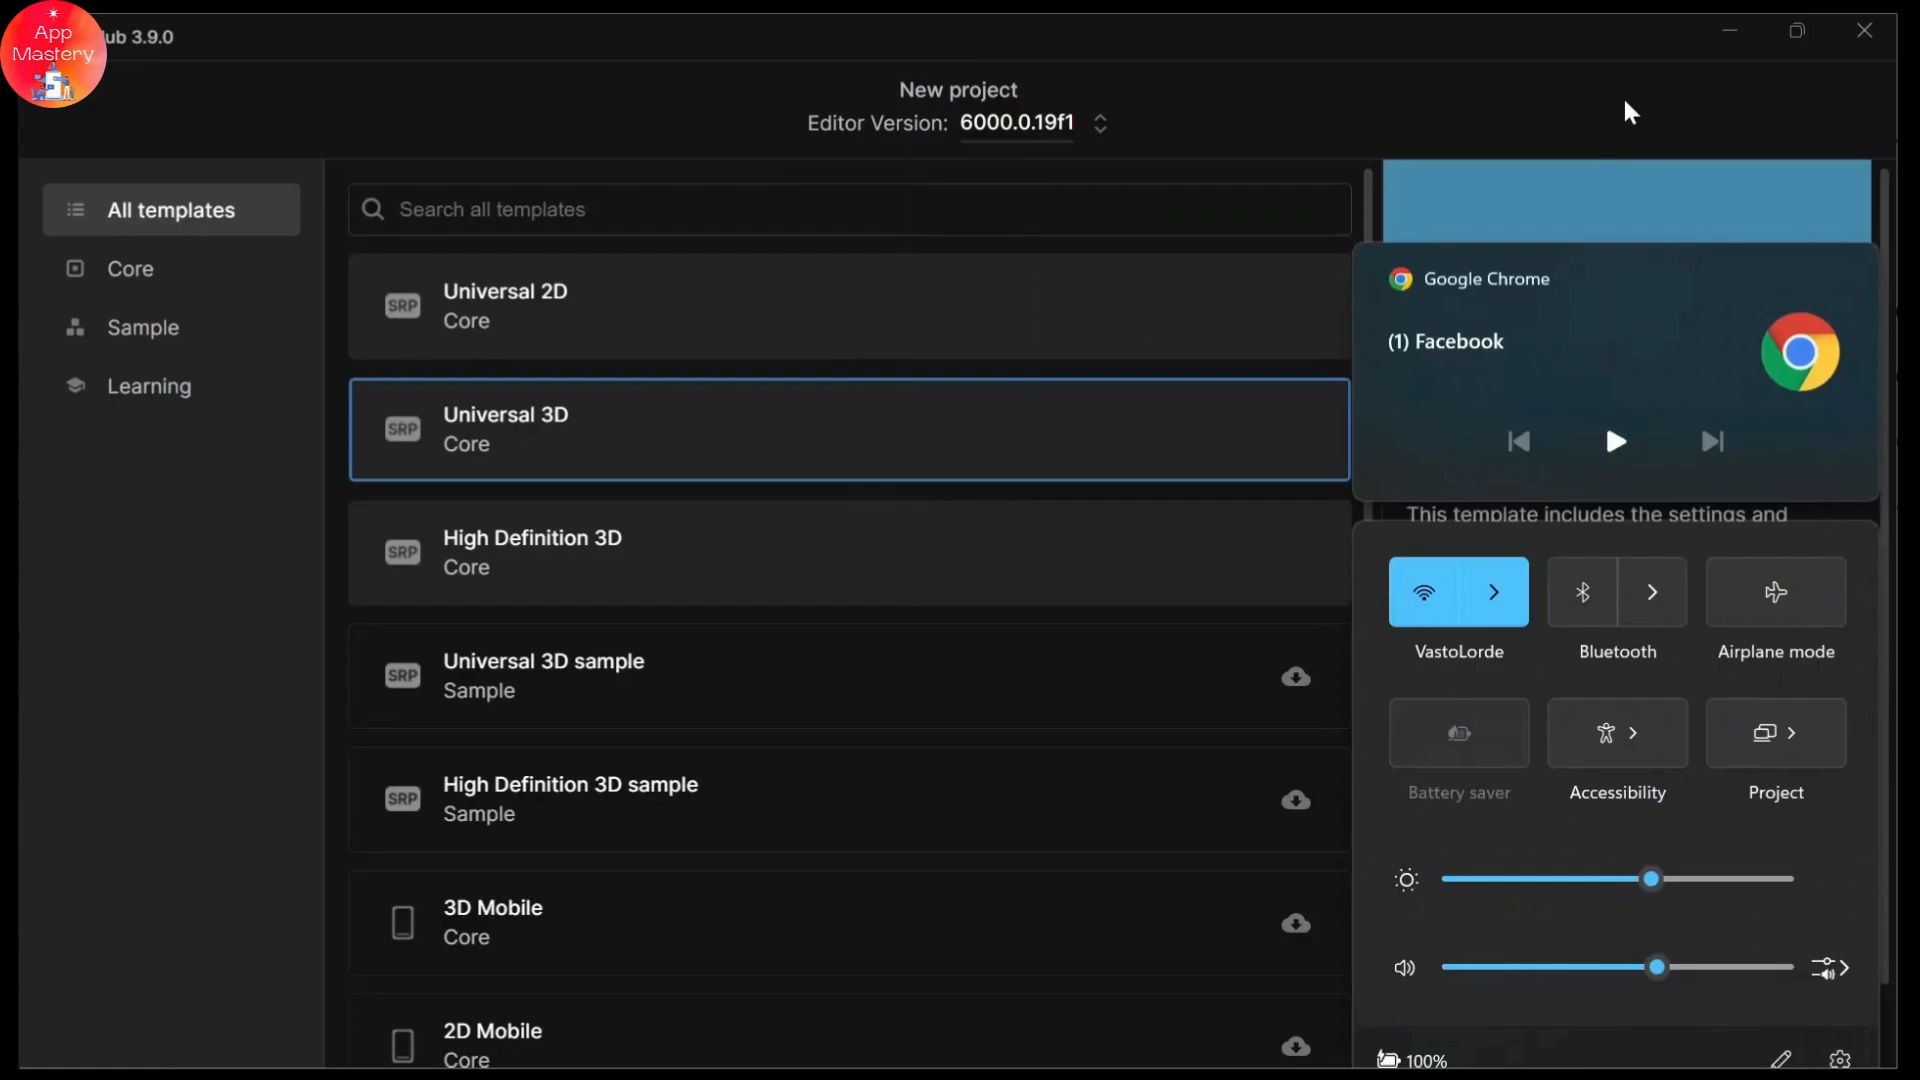 App
Mastery
ub 3.9.0
New project
Editor Version: 6000.0.19f1
All templates
Core
Sample
Learning
Search all templates
SRP
Universal 2D
Core
SRP
Universal 3D
Core
SRP
High Definition 3D
Core
SRP
Universal 3D sample
Sample
SRP
High Definition 3D sample
Sample
3D Mobile
Core
2D Mobile
Core
Google Chrome
(1) Facebook
This template includes the settings and
VastoLorde
Bluetooth
Airplane mode
Battery saver
Accessibility
Project
100%